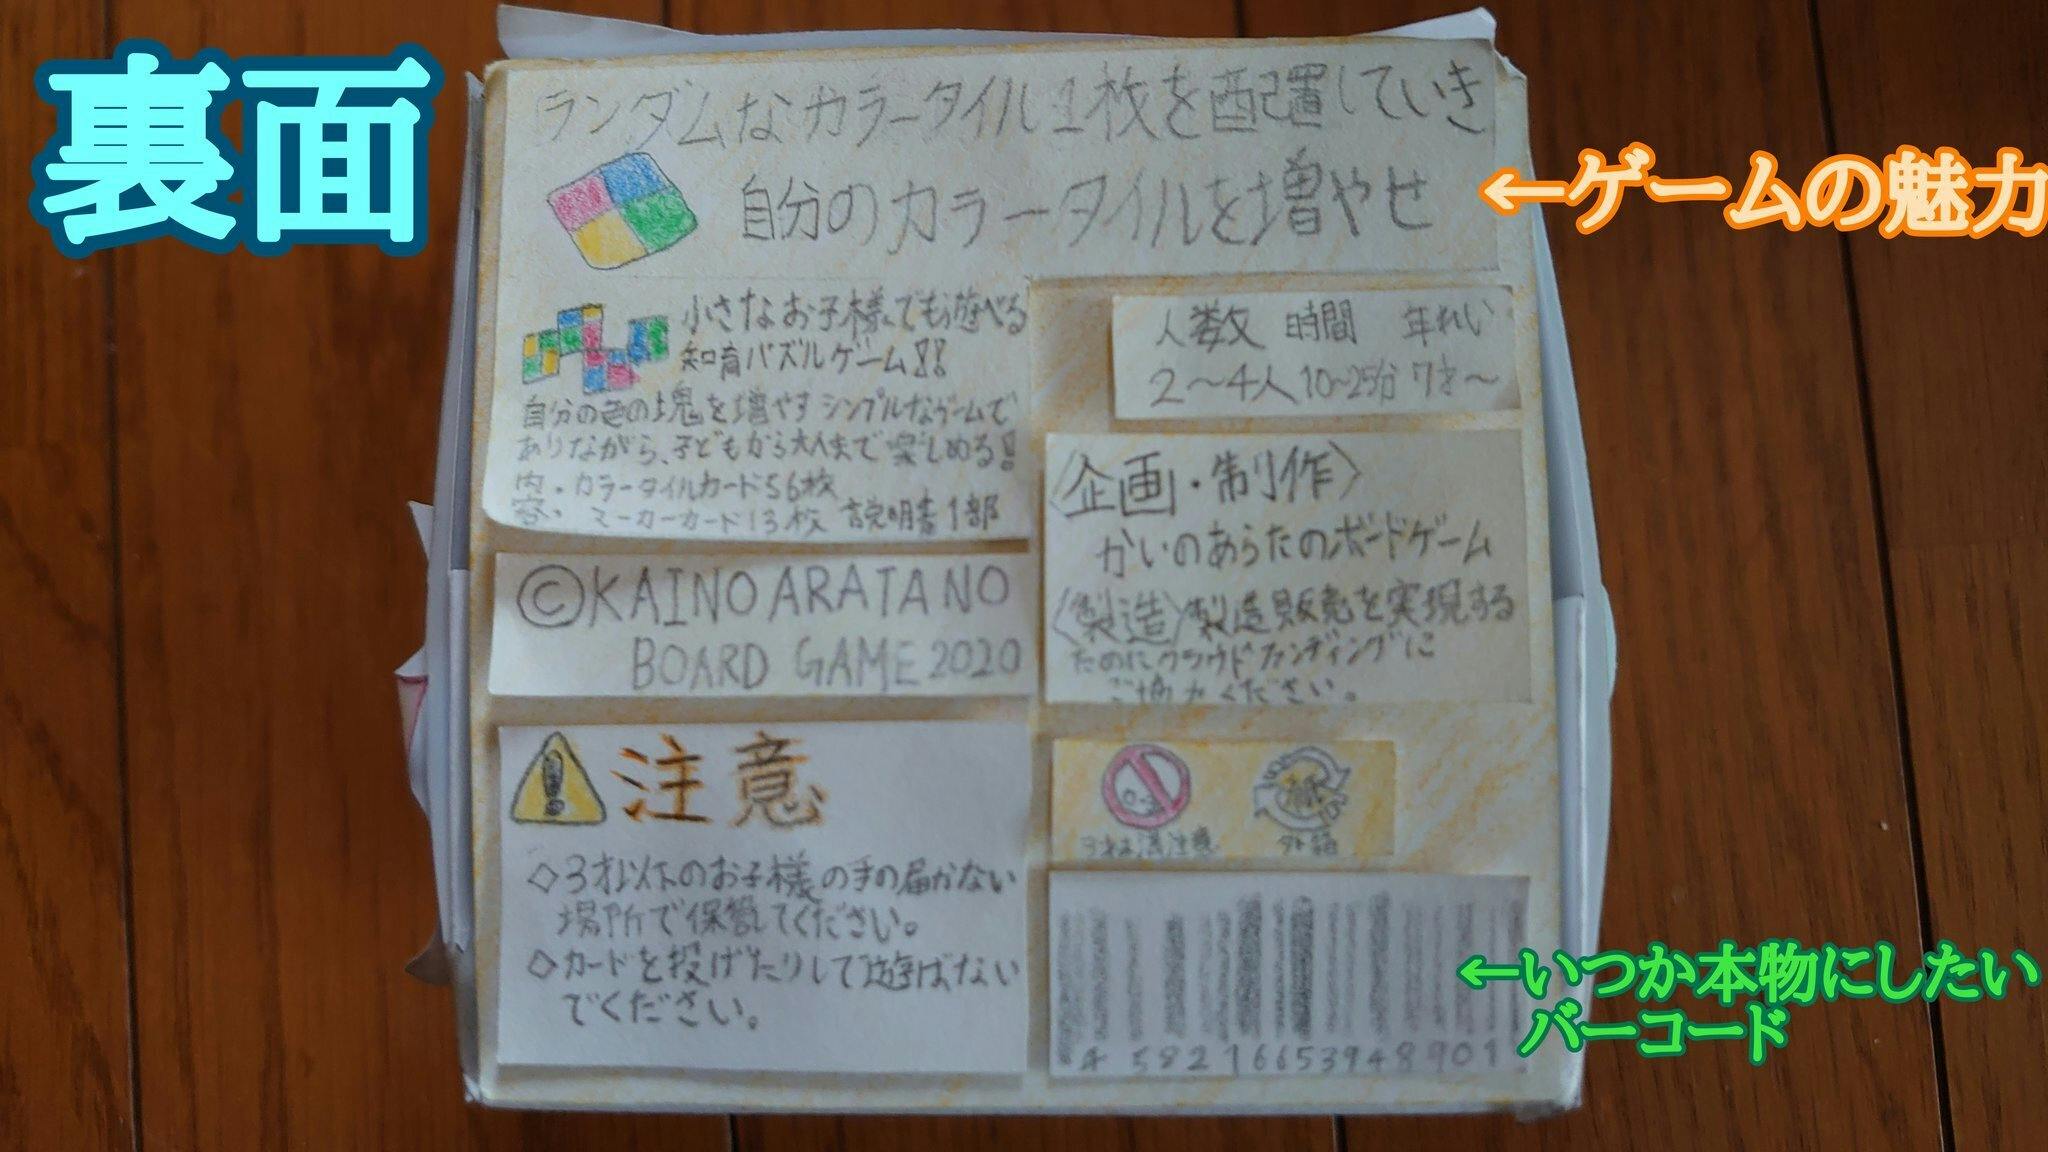 裏面
ランダムなカラータイル1枚を配置していき
自分のカラータイルを増やせ
←ゲームの魅力
小さなお子様でも遊べる
知育パズルゲーム!!
自分の色の塊を増やすシンプルなゲームで
ありながら、子どもから大人まで楽しめる!
内・カラータイルカード56枚
容・マーカーカード13枚 説明書1部
人数 時間 年れい
2〜4人 10〜25分 7才〜
〈企画・制作〉
かいのあらたのボードゲーム
〈製造〉製造販売を実現する
ためにクラウドファンディングに
ご協力ください。
©KAINO ARATA NO
BOARD GAME 2020
注意
◇3才以下のお子様の手の届かない
場所で保管してください。
◇カードを投げたりして遊ばない
でください。
外箱
4 58216653948901
←いつか本物にしたい
バーコード